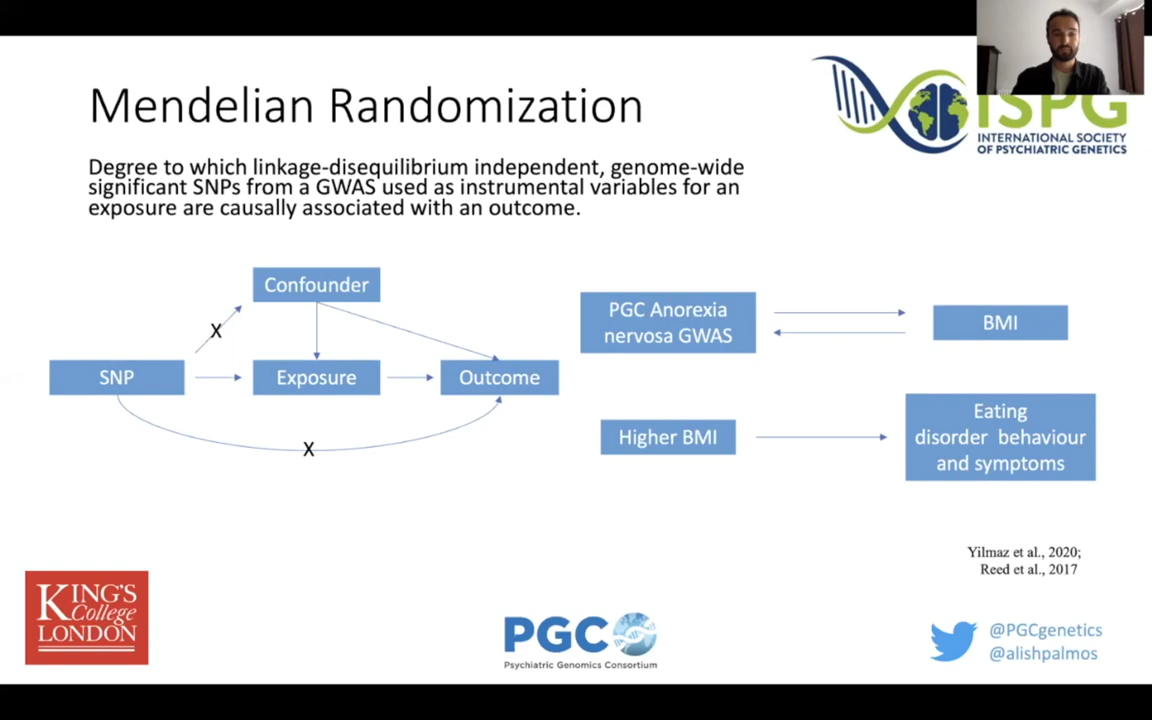 Mendelian Randomization
ISPG
INTERNATIONAL SOCIETY
OF PSYCHIATRIC GENETICS
Degree to which linkage-disequilibrium independent, genome-wide
significant SNPs from a GWAS used as instrumental variables for an
exposure are causally associated with an outcome.
Confounder
X
SNP
Exposure
Outcome
X
PGC Anorexia
nervosa GWAS
BMI
Higher BMI
Eating
disorder behaviour
and symptoms
Yilmaz et al., 2020;
Reed et al., 2017
KING'S
College
LONDON
PGC
Psychiatric Genomics Consortium
@PGCgenetics
@alishpalmos